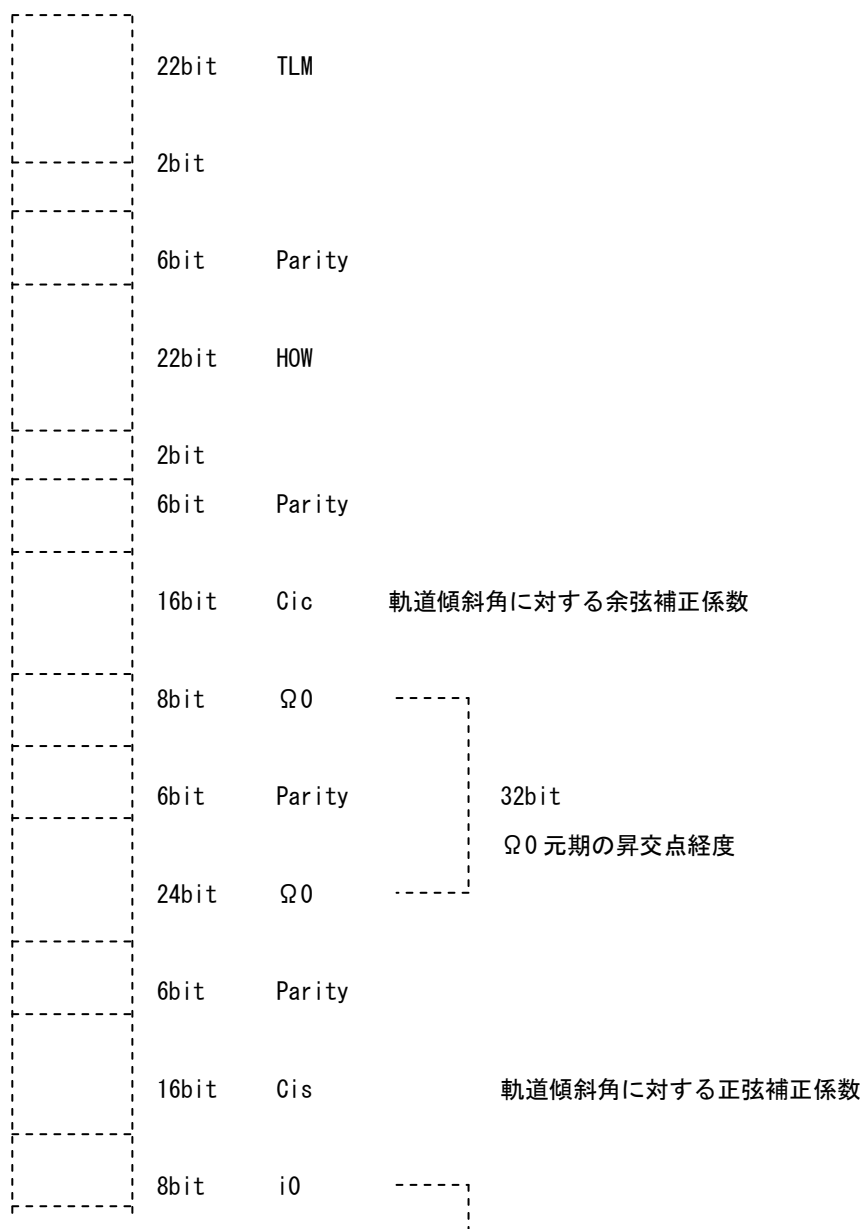 22bit TLM
2bit
6bit Parity
22bit HOW
2bit
6bit Parity
16bit Cic 軌道傾斜角に対する余弦補正係数
8bit Ω0
6bit Parity 32bit
Ω0 元期の昇交点経度
24bit Ω0
6bit Parity
16bit Cis 軌道傾斜角に対する正弦補正係数
8bit i0